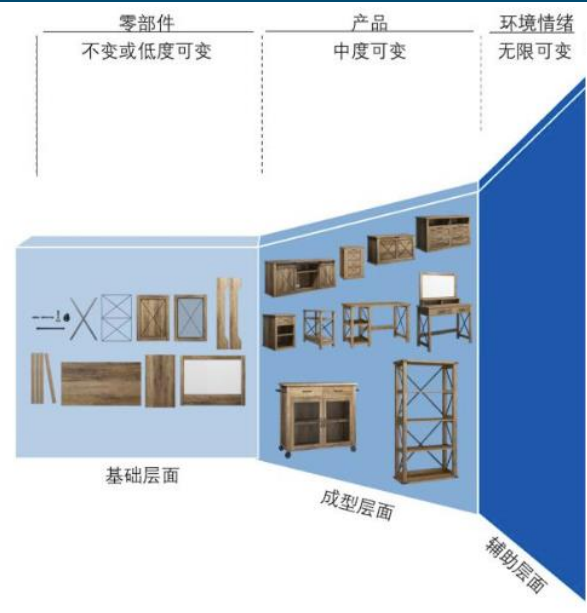 零部件
产品
环境情绪
不变或低度可变
中度可变
无限可变
基础层面
成型层面
辅助层面